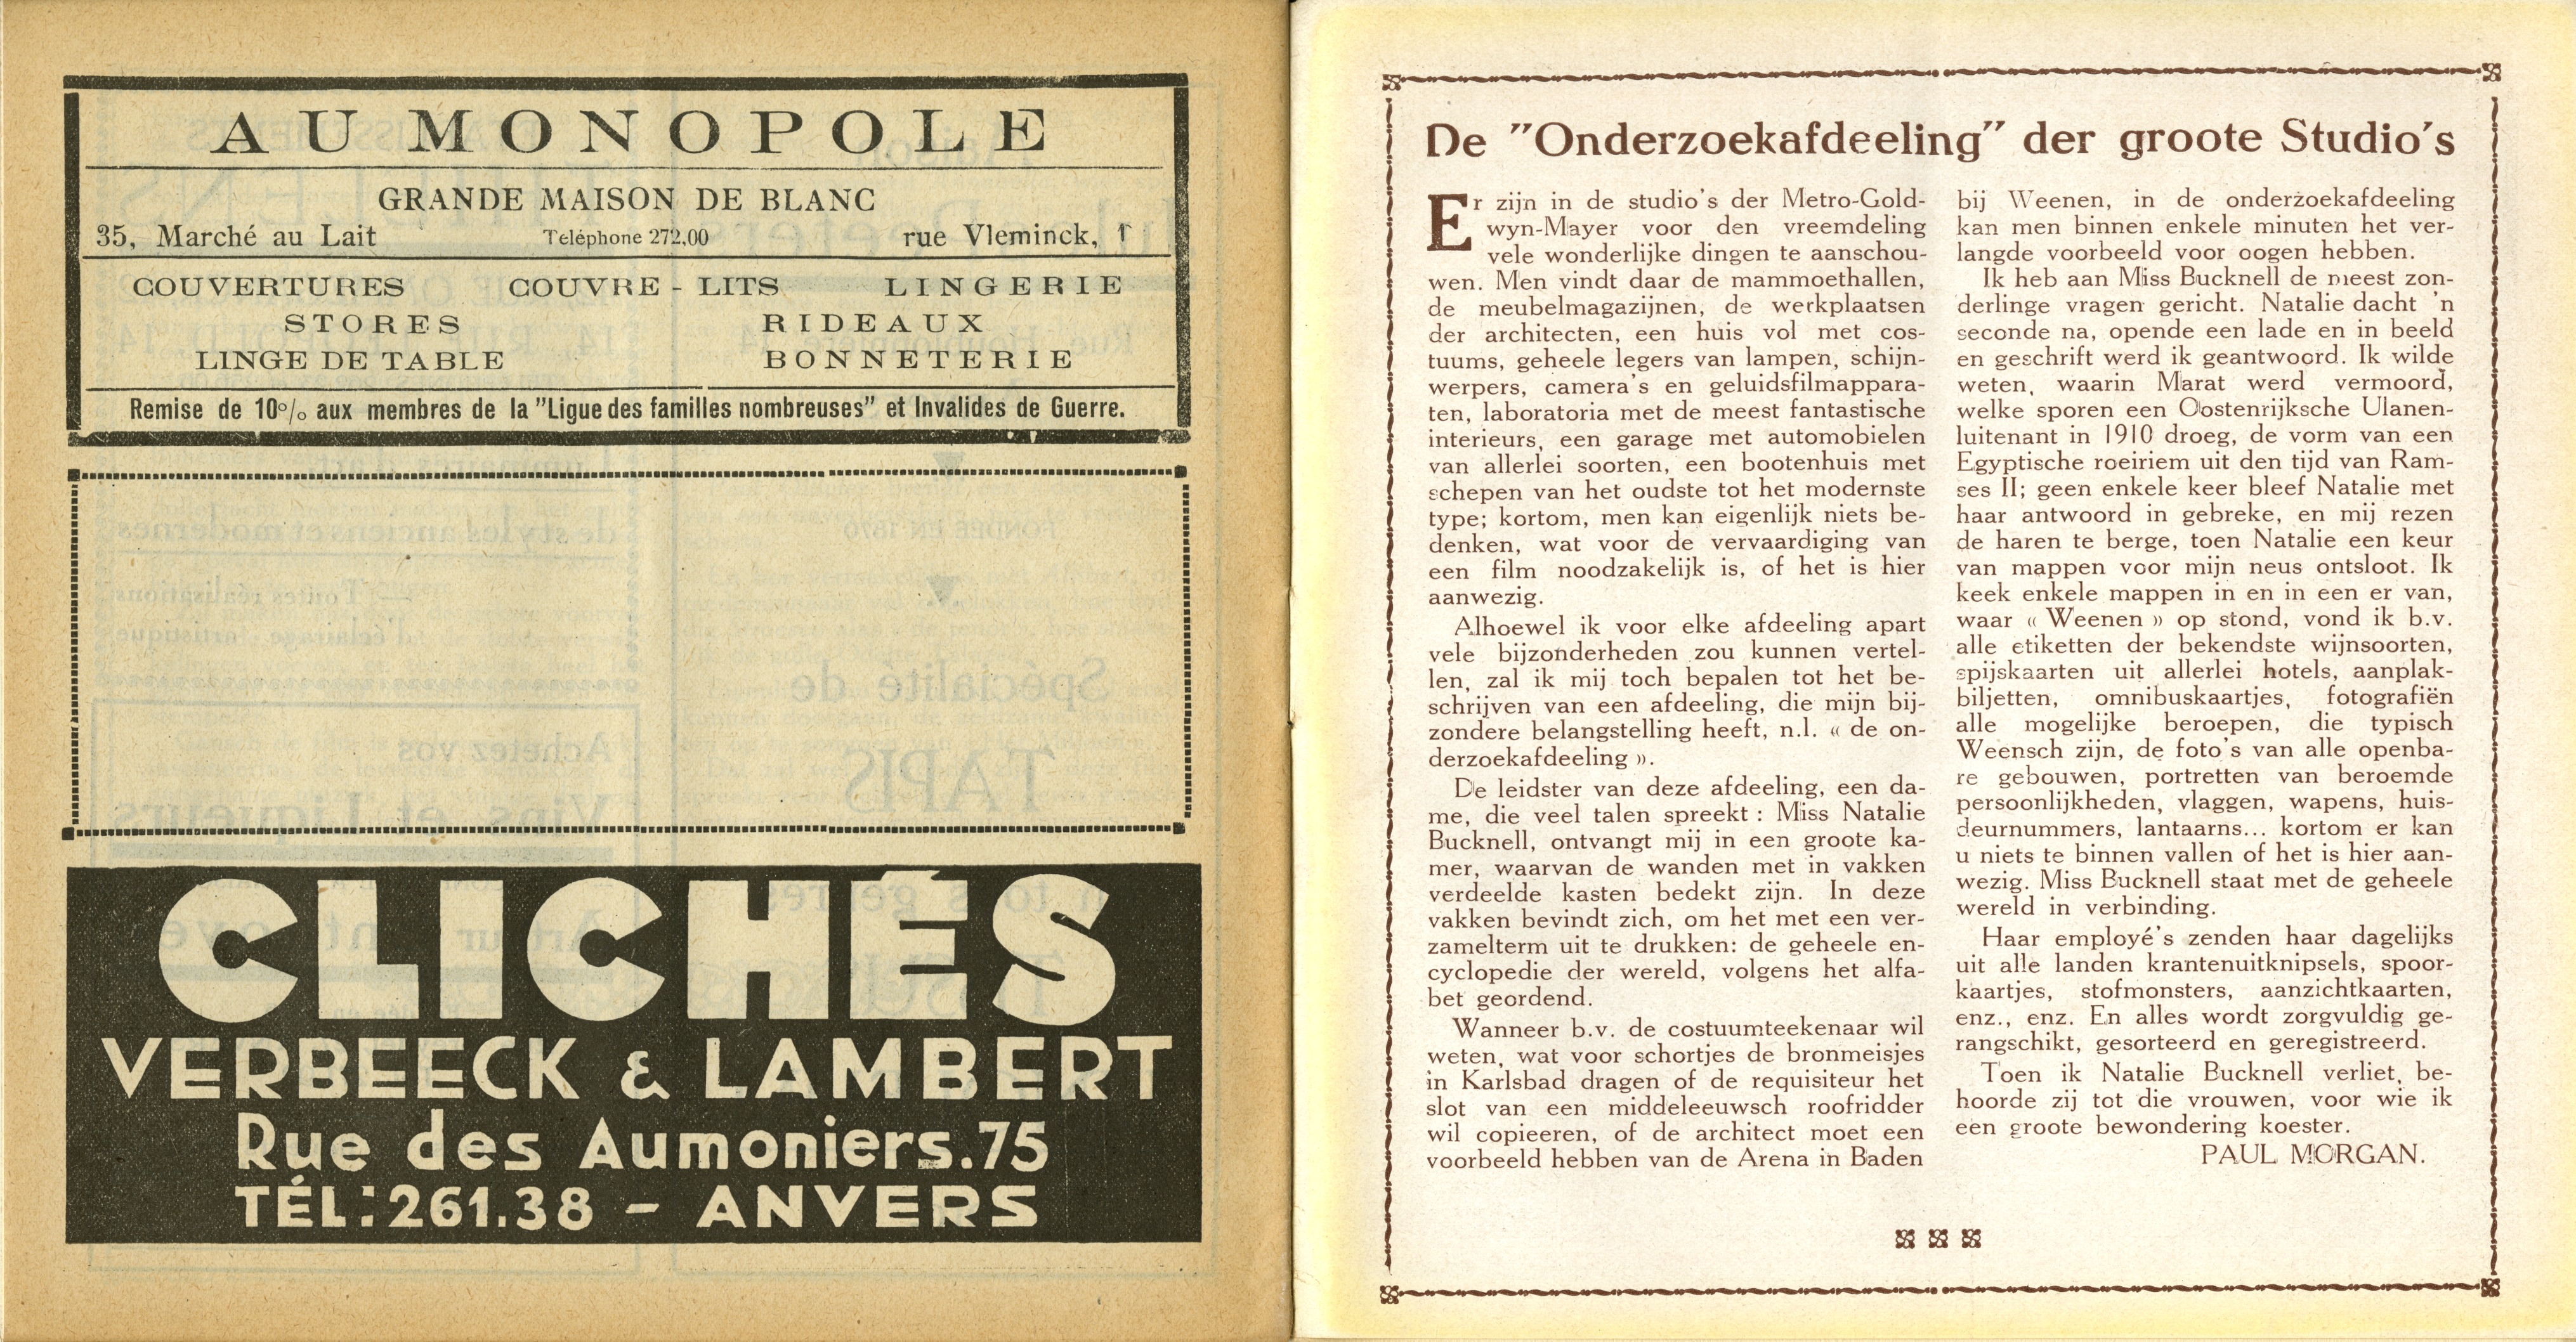 AU MONOPOLE
GRANDE MAISON DE BLANC
35, Marché au Lait Teléphone 272,00 rue Vleminck, 1
COUVERTURES COUVRE - LITS LINGERIE
STORES RIDEAUX
LINGE DE TABLE BONNETERIE
Remise de 10% aux membres de la "Ligue des familles nombreuses" et Invalides de Guerre.
CLICHÉS
VERBEECK & LAMBERT
Rue des Aumoniers.75
TÉL:261.38 - ANVERS
De "Onderzoekafdeeling" der groote Studio's
Er zijn in de studio's der Metro-Gold-
wyn-Mayer voor den vreemdeling
vele wonderlijke dingen te aanschou-
wen. Men vindt daar de mammoethallen,
de meubelmagazijnen, de werkplaatsen
der architecten, een huis vol met cos-
tuums, geheele legers van lampen, schijn-
werpers, camera's en geluidsfilmappara-
ten, laboratoria met de meest fantastische
interieurs, een garage met automobielen
van allerlei soorten, een bootenhuis met
schepen van het oudste tot het modernste
type; kortom, men kan eigenlijk niets be-
denken, wat voor de vervaardiging van
een film noodzakelijk is, of het is hier
aanwezig.
Alhoewel ik voor elke afdeeling apart
vele bijzonderheden zou kunnen vertel-
len, zal ik mij toch bepalen tot het be-
schrijven van een afdeeling, die mijn bij-
zondere belangstelling heeft, n.l. « de on-
derzoekafdeeling ».
De leidster van deze afdeeling, een da-
me, die veel talen spreekt : Miss Natalie
Bucknell, ontvangt mij in een groote ka-
mer, waarvan de wanden met in vakken
verdeelde kasten bedekt zijn. In deze
vakken bevindt zich, om het met een ver-
zamelterm uit te drukken: de geheele en-
cyclopedie der wereld, volgens het alfa-
bet geordend.
Wanneer b.v. de costuumteekenaar wil
weten, wat voor schortjes de bronmeisjes
in Karlsbad dragen of de requisiteur het
slot van een middeleeuwsch roofridder
wil copieeren, of de architect moet een
voorbeeld hebben van de Arena in Baden
bij Weenen, in de onderzoekafdeeling
kan men binnen enkele minuten het ver-
langde voorbeeld voor oogen hebben.
Ik heb aan Miss Bucknell de meest zon-
derlinge vragen gericht. Natalie dacht 'n
seconde na, opende een lade en in beeld
en geschrift werd ik geantwoord. Ik wilde
weten, waarin Marat werd vermoord,
welke sporen een Oostenrijksche Ulanen-
luitenant in 1910 droeg, de vorm van een
Egyptische roeiriem uit den tijd van Ram-
ses II; geen enkele keer bleef Natalie met
haar antwoord in gebreke, en mij rezen
de haren te berge, toen Natalie een keur
van mappen voor mijn neus ontsloot. Ik
keek enkele mappen in en in een er van,
waar « Weenen » op stond, vond ik b.v.
alle etiketten der bekendste wijnsoorten,
spijskaarten uit allerlei hotels, aanplak-
biljetten, omnibuskaartjes, fotografiën
alle mogelijke beroepen, die typisch
Weensch zijn, de foto's van alle openba-
re gebouwen, portretten van beroemde
persoonlijkheden, vlaggen, wapens, huis-
deurnummers, lantaarns... kortom er kan
u niets te binnen vallen of het is hier aan-
wezig. Miss Bucknell staat met de geheele
wereld in verbinding.
Haar employé's zenden haar dagelijks
uit alle landen krantenuitknipsels, spoor-
kaartjes, stofmonsters, aanzichtkaarten,
enz., enz. En alles wordt zorgvuldig ge-
rangschikt, gesorteerd en geregistreerd.
Toen ik Natalie Bucknell verliet, be-
hoorde zij tot die vrouwen, voor wie ik
een groote bewondering koester.
PAUL MORGAN.